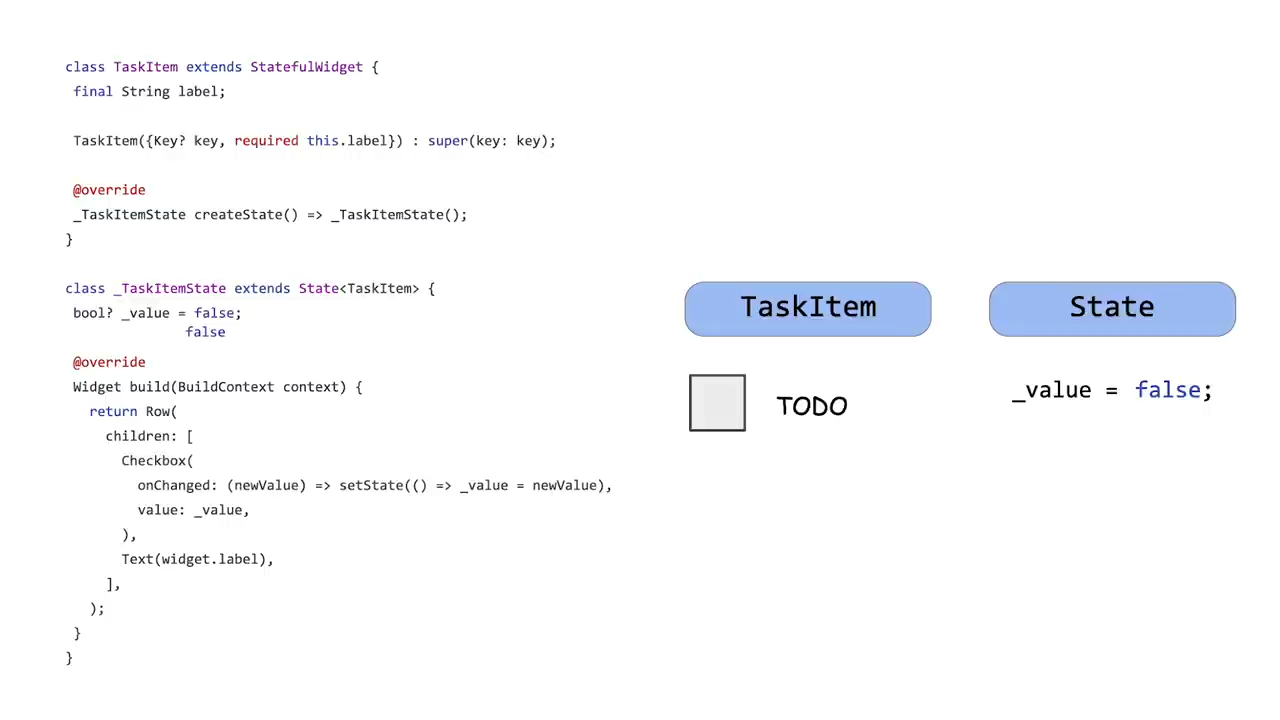 class TaskItem extends StatefulWidget {
final String label;
TaskItem({Key? key, required this.label}) : super(key: key);
@override
_TaskItemState createState() => _TaskItemState();
}
class _TaskItemState extends State<TaskItem> {
bool? _value = false;
false
@override
Widget build(BuildContext context) {
return Row(
children: [
Checkbox(
onChanged: (newValue) => setState(() => _value = newValue),
value: _value,
),
Text(widget.label),
],
);
}
}
TaskItem
TODO
State
_value = false;